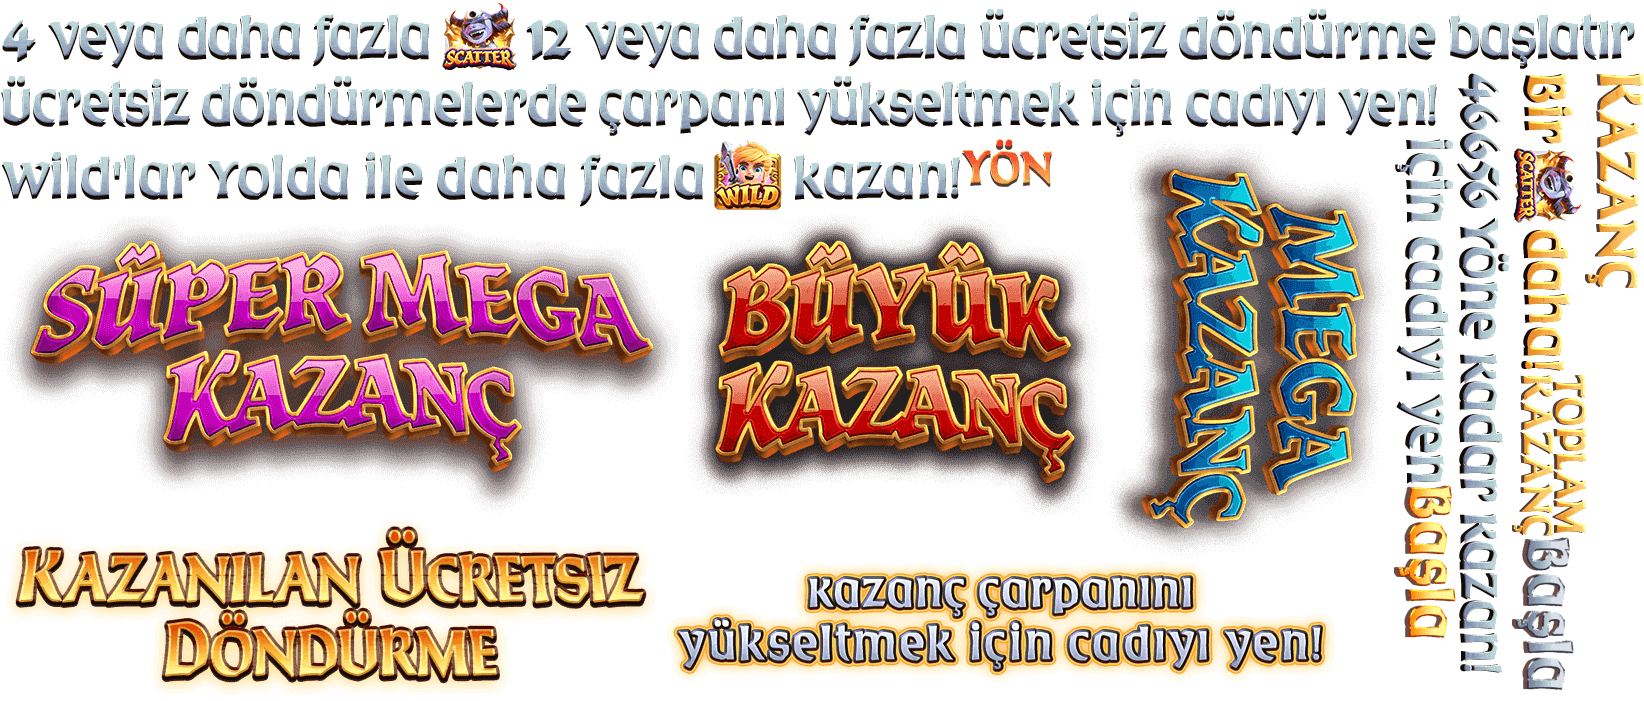 4 veya daha fazla SCATTER 12 veya daha fazla ücretsiz döndürme başlatır
ücretsiz döndürmelerde çarpanı yükseltmek için cadıyı yen!
wild'lar yolda ile daha fazla WILD kazan!
YÖN
SÜPER MEGA
KAZANÇ
BÜYÜK
KAZANÇ
MEGA
KAZANÇ
KAZANILAN ÜCRETSIZ
DÖNDÜRME
kazanç çarpanını
yükseltmek için cadıyı yen!
KAZANÇ
Bir SCATTER daha!
TOPLAM
KAZANÇ
Başla
46656 YÖNe kadar kazan!
için cadıyı yen
Başla